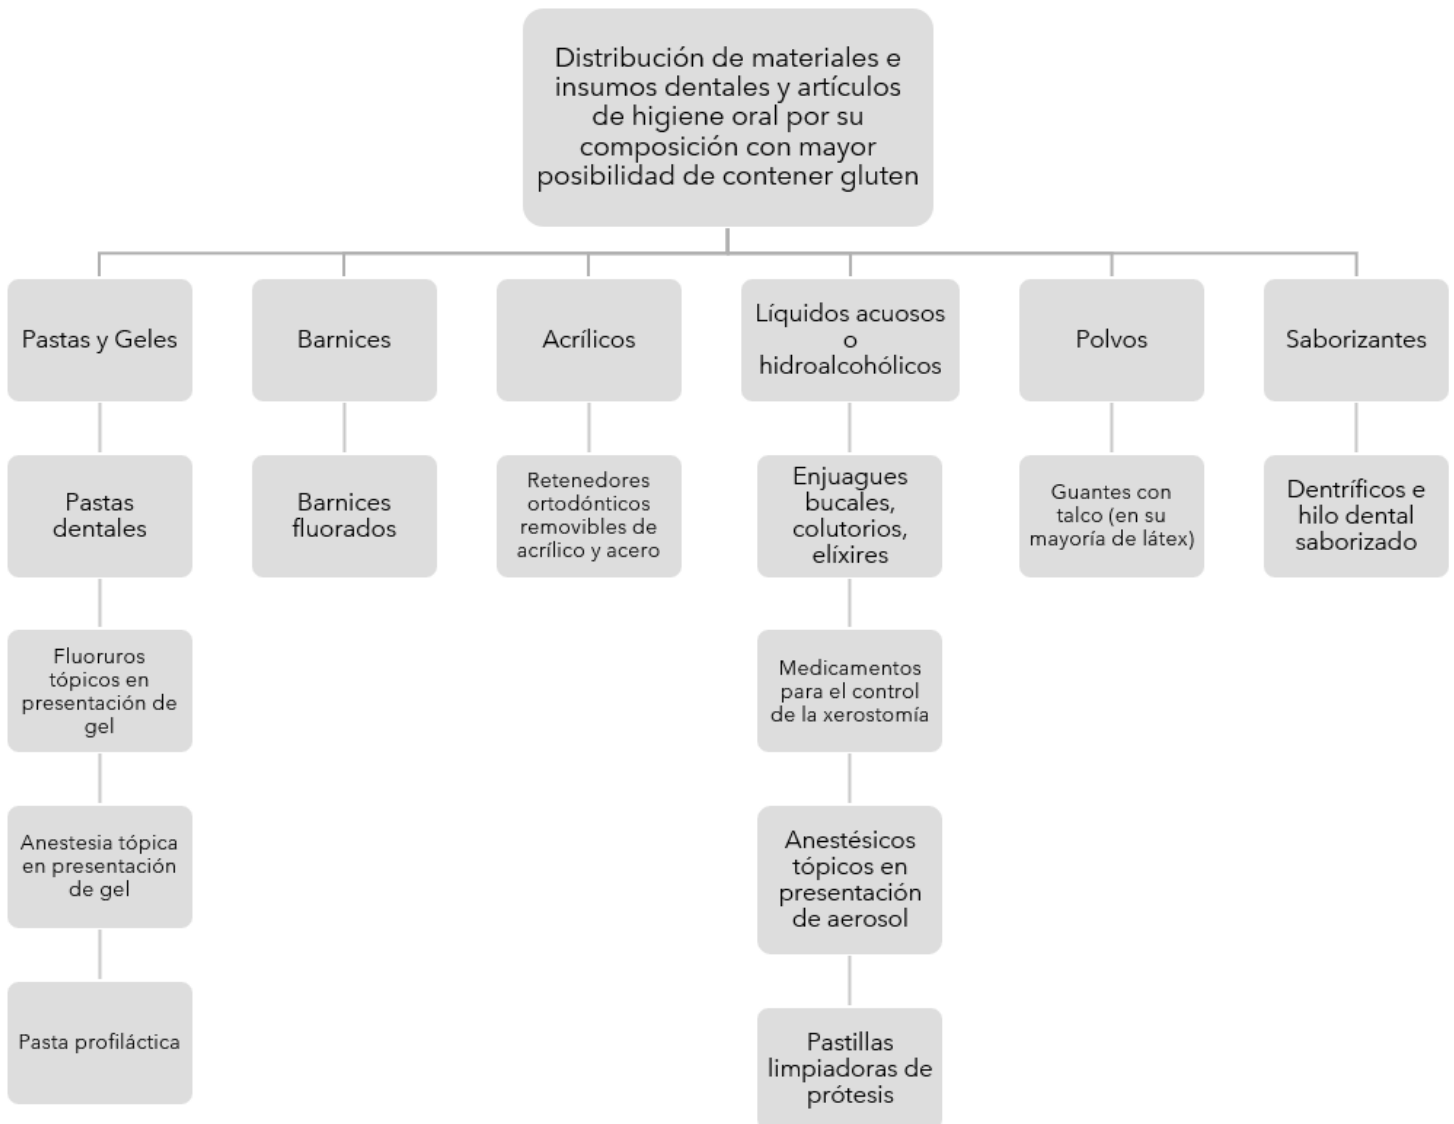 Distribución de materiales e
insumos dentales y artículos
de higiene oral por su
composición con mayor
posibilidad de contener gluten
Pastas y Geles
Barnices
Acrílicos
Líquidos acuosos
o
hidroalcohólicos
Polvos
Saborizantes
Pastas
dentales
Barnices
fluorados
Retenedores
ortodónticos
removibles de
acrílico y acero
Enjuagues
bucales,
colutorios,
elíxires
Guantes con
talco (en su
mayoría de látex)
Dentríficos e
hilo dental
saborizado
Fluoruros
tópicos en
presentación de
gel
Medicamentos
para el control
de la xerostomía
Anestesia tópica
en presentación
de gel
Anestésicos
tópicos en
presentación
de aerosol
Pasta profiláctica
Pastillas
limpiadoras de
prótesis